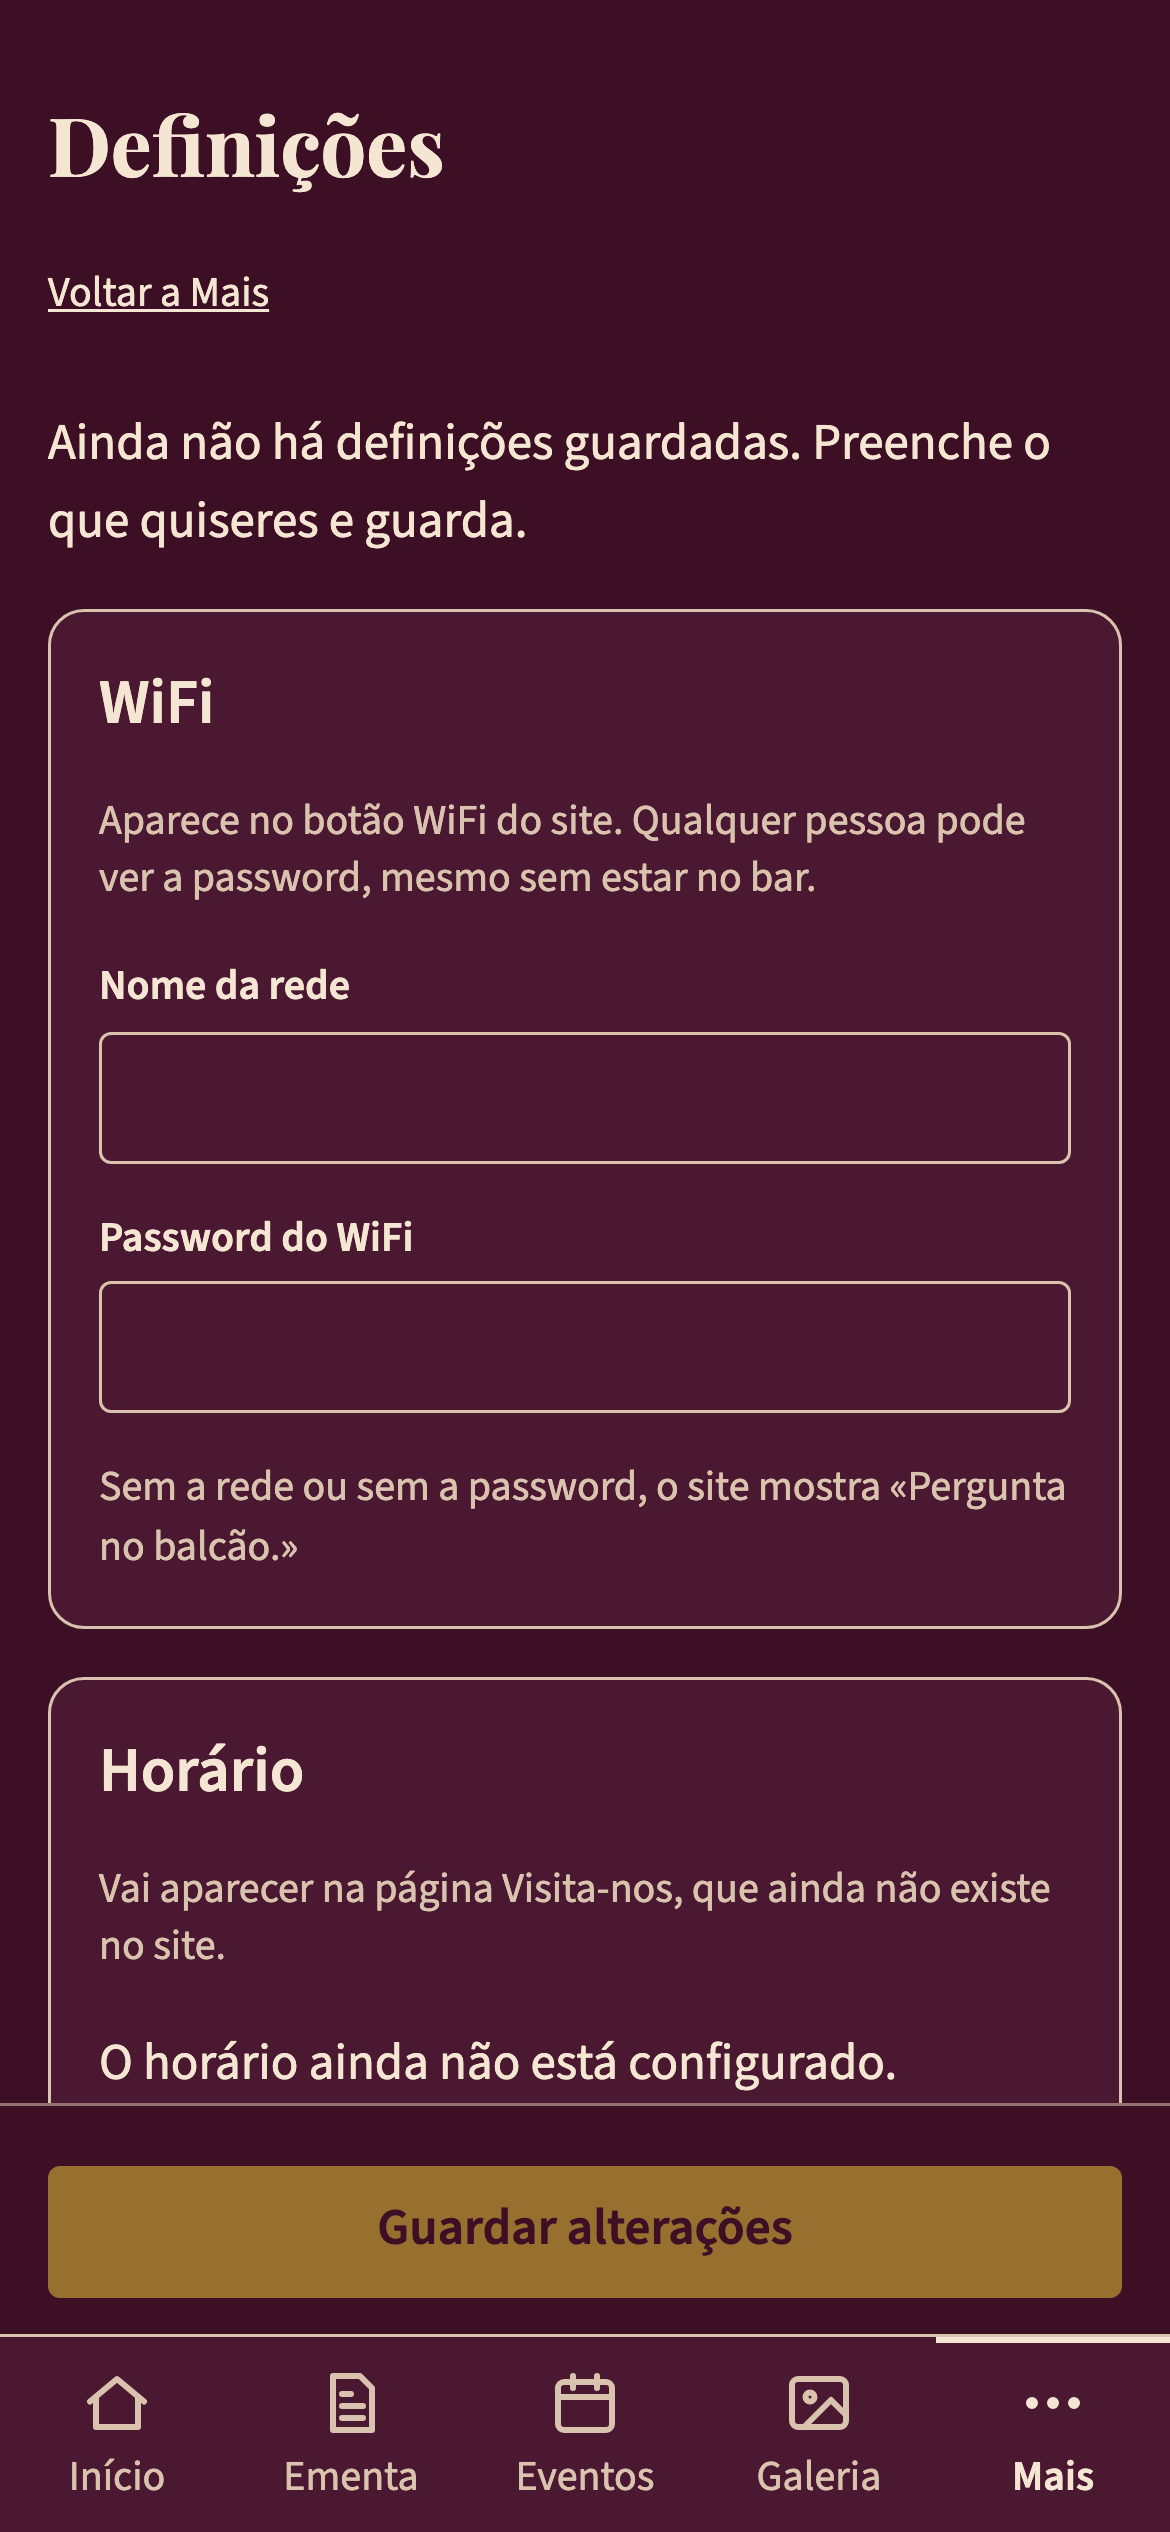 Definições
Voltar a Mais
Ainda não há definições guardadas. Preenche o
que quiseres e guarda.
WiFi
Aparece no botão WiFi do site. Qualquer pessoa pode
ver a password, mesmo sem estar no bar.
Nome da rede
Password do WiFi
Sem a rede ou sem a password, o site mostra «Pergunta
no balcão.»
Horário
Vai aparecer na página Visita-nos, que ainda não existe
no site.
O horário ainda não está configurado.
Guardar alterações
Início
Ementa
Eventos
Galeria
Mais